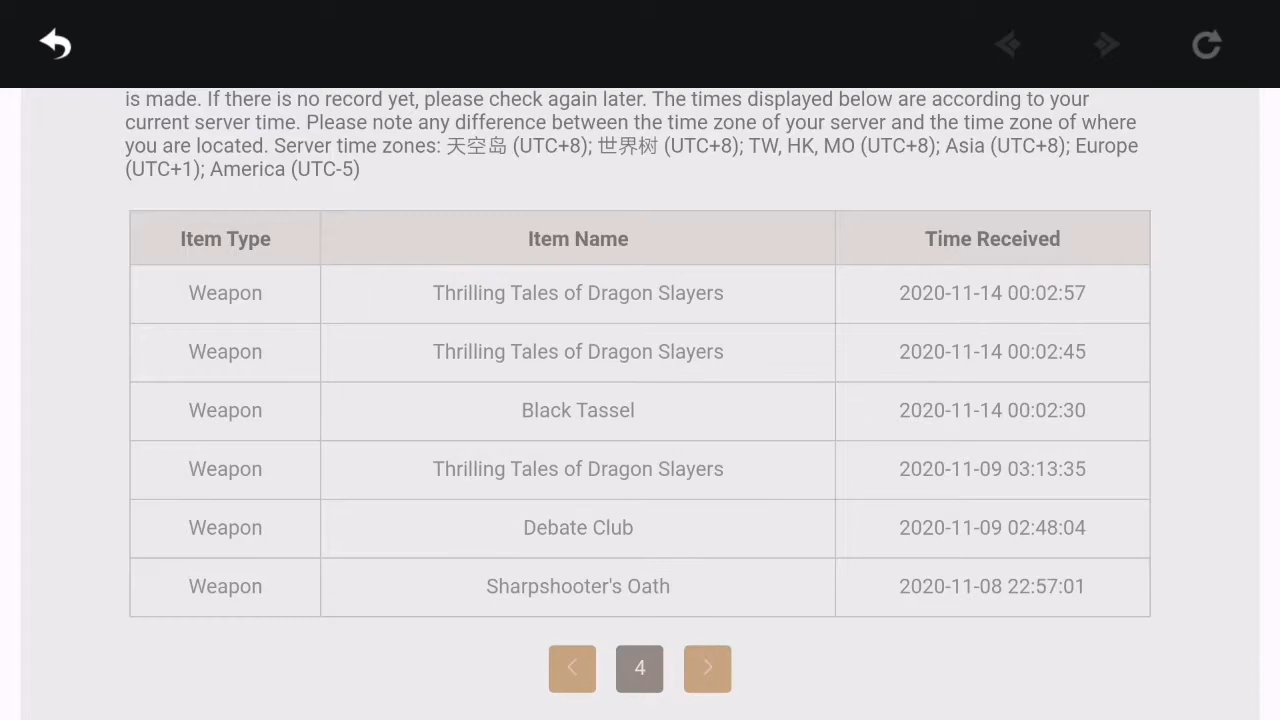 is made. If there is no record yet, please check again later. The times displayed below are according to your
current server time. Please note any difference between the time zone of your server and the time zone of where
you are located. Server time zones: 天空岛 (UTC+8); 世界树 (UTC+8); TW, HK, MO (UTC+8); Asia (UTC+8); Europe
(UTC+1); America (UTC-5)
Item Type Item Name Time Received
Weapon Thrilling Tales of Dragon Slayers 2020-11-14 00:02:57
Weapon Thrilling Tales of Dragon Slayers 2020-11-14 00:02:45
Weapon Black Tassel 2020-11-14 00:02:30
Weapon Thrilling Tales of Dragon Slayers 2020-11-09 03:13:35
Weapon Debate Club 2020-11-09 02:48:04
Weapon Sharpshooter's Oath 2020-11-08 22:57:01
4